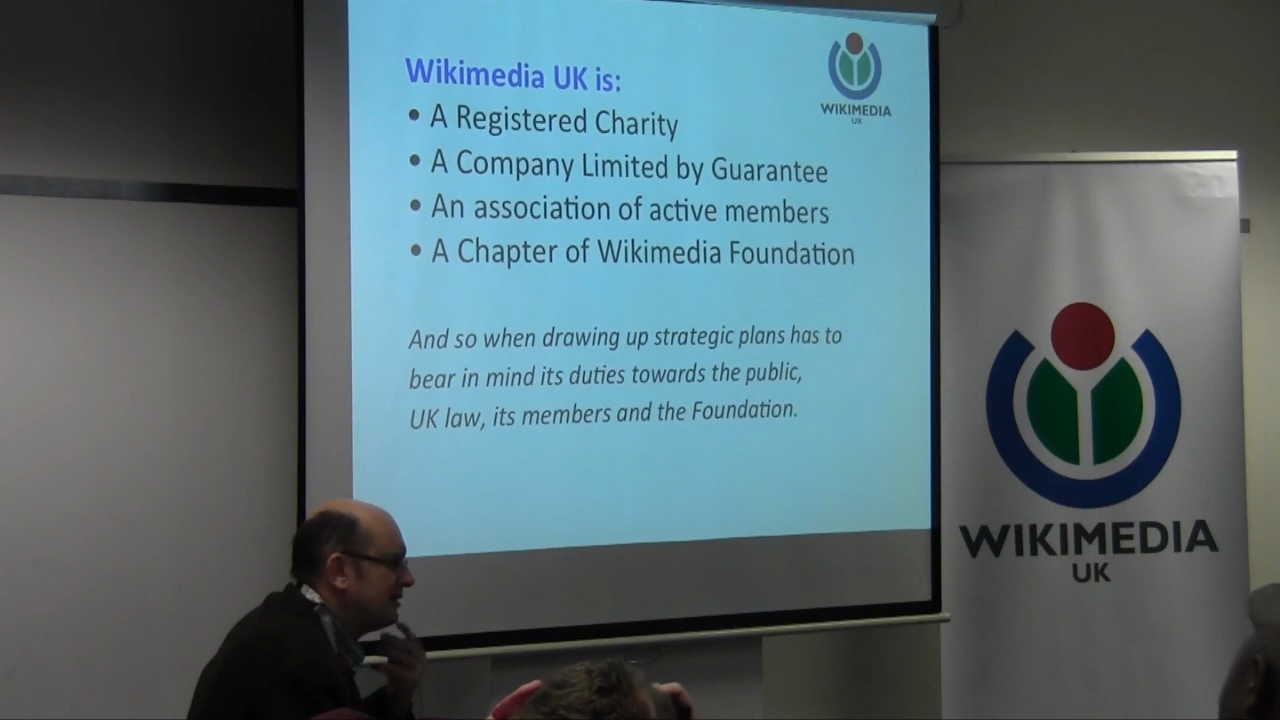 Wikimedia UK is:
• A Registered Charity
• A Company Limited by Guarantee
• An association of active members
• A Chapter of Wikimedia Foundation
And so when drawing up strategic plans has to
bear in mind its duties towards the public,
UK law, its members and the Foundation.
WIKIMEDIA
UK
WIKIMEDIA
UK